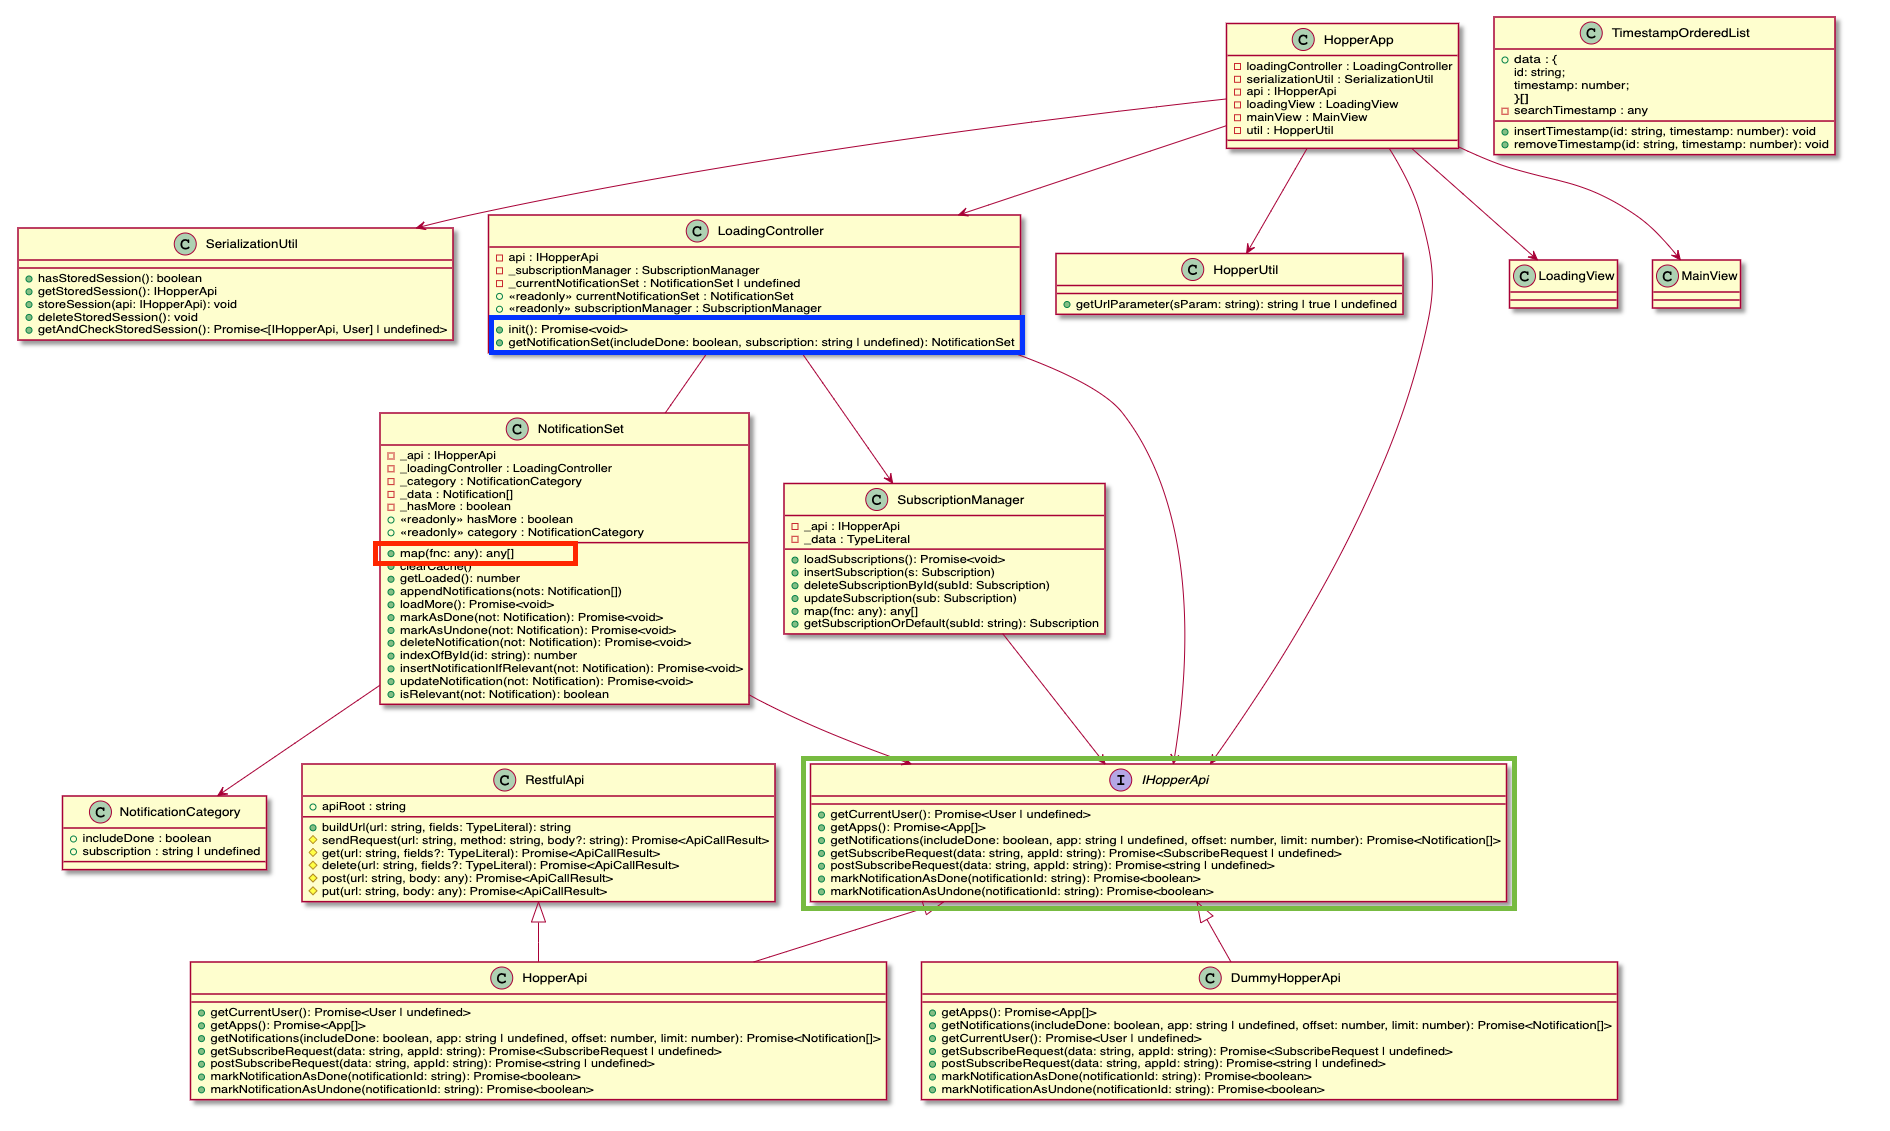 C HopperApp
loadingController : LoadingController
serializationUtil : SerializationUtil
api : IHopperApi
loadingView : LoadingView
mainView : MainView
util : HopperUtil
C TimestampOrderedList
data : {
id: string;
timestamp: number;
}[]
searchTimestamp : any
insertTimestamp(id: string, timestamp: number): void
removeTimestamp(id: string, timestamp: number): void
C SerializationUtil
hasStoredSession(): boolean
getStoredSession(): IHopperApi
storeSession(api: IHopperApi): void
deleteStoredSession(): void
getAndCheckStoredSession(): Promise<[IHopperApi, User] | undefined>
C LoadingController
api : IHopperApi
_subscriptionManager : SubscriptionManager
_currentNotificationSet : NotificationSet | undefined
«readonly» currentNotificationSet : NotificationSet
«readonly» subscriptionManager : SubscriptionManager
init(): Promise<void>
getNotificationSet(includeDone: boolean, subscription: string | undefined): NotificationSet
C HopperUtil
getUrlParameter(sParam: string): string | true | undefined
C LoadingView
C MainView
C NotificationSet
_api : IHopperApi
_loadingController : LoadingController
_category : NotificationCategory
_data : Notification[]
_hasMore : boolean
«readonly» hasMore : boolean
«readonly» category : NotificationCategory
map(fnc: any): any[]
clearCache()
getLoaded(): number
appendNotifications(nots: Notification[])
loadMore(): Promise<void>
markAsDone(not: Notification): Promise<void>
markAsUndone(not: Notification): Promise<void>
deleteNotification(not: Notification): Promise<void>
indexOfById(id: string): number
insertNotificationIfRelevant(not: Notification): Promise<void>
updateNotification(not: Notification): Promise<void>
isRelevant(not: Notification): boolean
C SubscriptionManager
_api : IHopperApi
_data : TypeLiteral
loadSubscriptions(): Promise<void>
insertSubscription(s: Subscription)
deleteSubscriptionById(subId: Subscription)
updateSubscription(sub: Subscription)
map(fnc: any): any[]
getSubscriptionOrDefault(subId: string): Subscription
C NotificationCategory
includeDone : boolean
subscription : string | undefined
C RestfulApi
apiRoot : string
buildUrl(url: string, fields: TypeLiteral): string
sendRequest(url: string, method: string, body?: string): Promise<ApiCallResult>
get(url: string, fields?: TypeLiteral): Promise<ApiCallResult>
delete(url: string, fields?: TypeLiteral): Promise<ApiCallResult>
post(url: string, body: any): Promise<ApiCallResult>
put(url: string, body: any): Promise<ApiCallResult>
I IHopperApi
getCurrentUser(): Promise<User | undefined>
getApps(): Promise<App[]>
getNotifications(includeDone: boolean, app: string | undefined, offset: number, limit: number): Promise<Notification[]>
getSubscribeRequest(data: string, appId: string): Promise<SubscribeRequest | undefined>
postSubscribeRequest(data: string, appId: string): Promise<string | undefined>
markNotificationAsDone(notificationId: string): Promise<boolean>
markNotificationAsUndone(notificationId: string): Promise<boolean>
C HopperApi
getCurrentUser(): Promise<User | undefined>
getApps(): Promise<App[]>
getNotifications(includeDone: boolean, app: string | undefined, offset: number, limit: number): Promise<Notification[]>
getSubscribeRequest(data: string, appId: string): Promise<SubscribeRequest | undefined>
postSubscribeRequest(data: string, appId: string): Promise<string | undefined>
markNotificationAsDone(notificationId: string): Promise<boolean>
markNotificationAsUndone(notificationId: string): Promise<boolean>
C DummyHopperApi
getApps(): Promise<App[]>
getNotifications(includeDone: boolean, app: string | undefined, offset: number, limit: number): Promise<Notification[]>
getCurrentUser(): Promise<User | undefined>
getSubscribeRequest(data: string, appId: string): Promise<SubscribeRequest | undefined>
postSubscribeRequest(data: string, appId: string): Promise<string | undefined>
markNotificationAsDone(notificationId: string): Promise<boolean>
markNotificationAsUndone(notificationId: string): Promise<boolean>